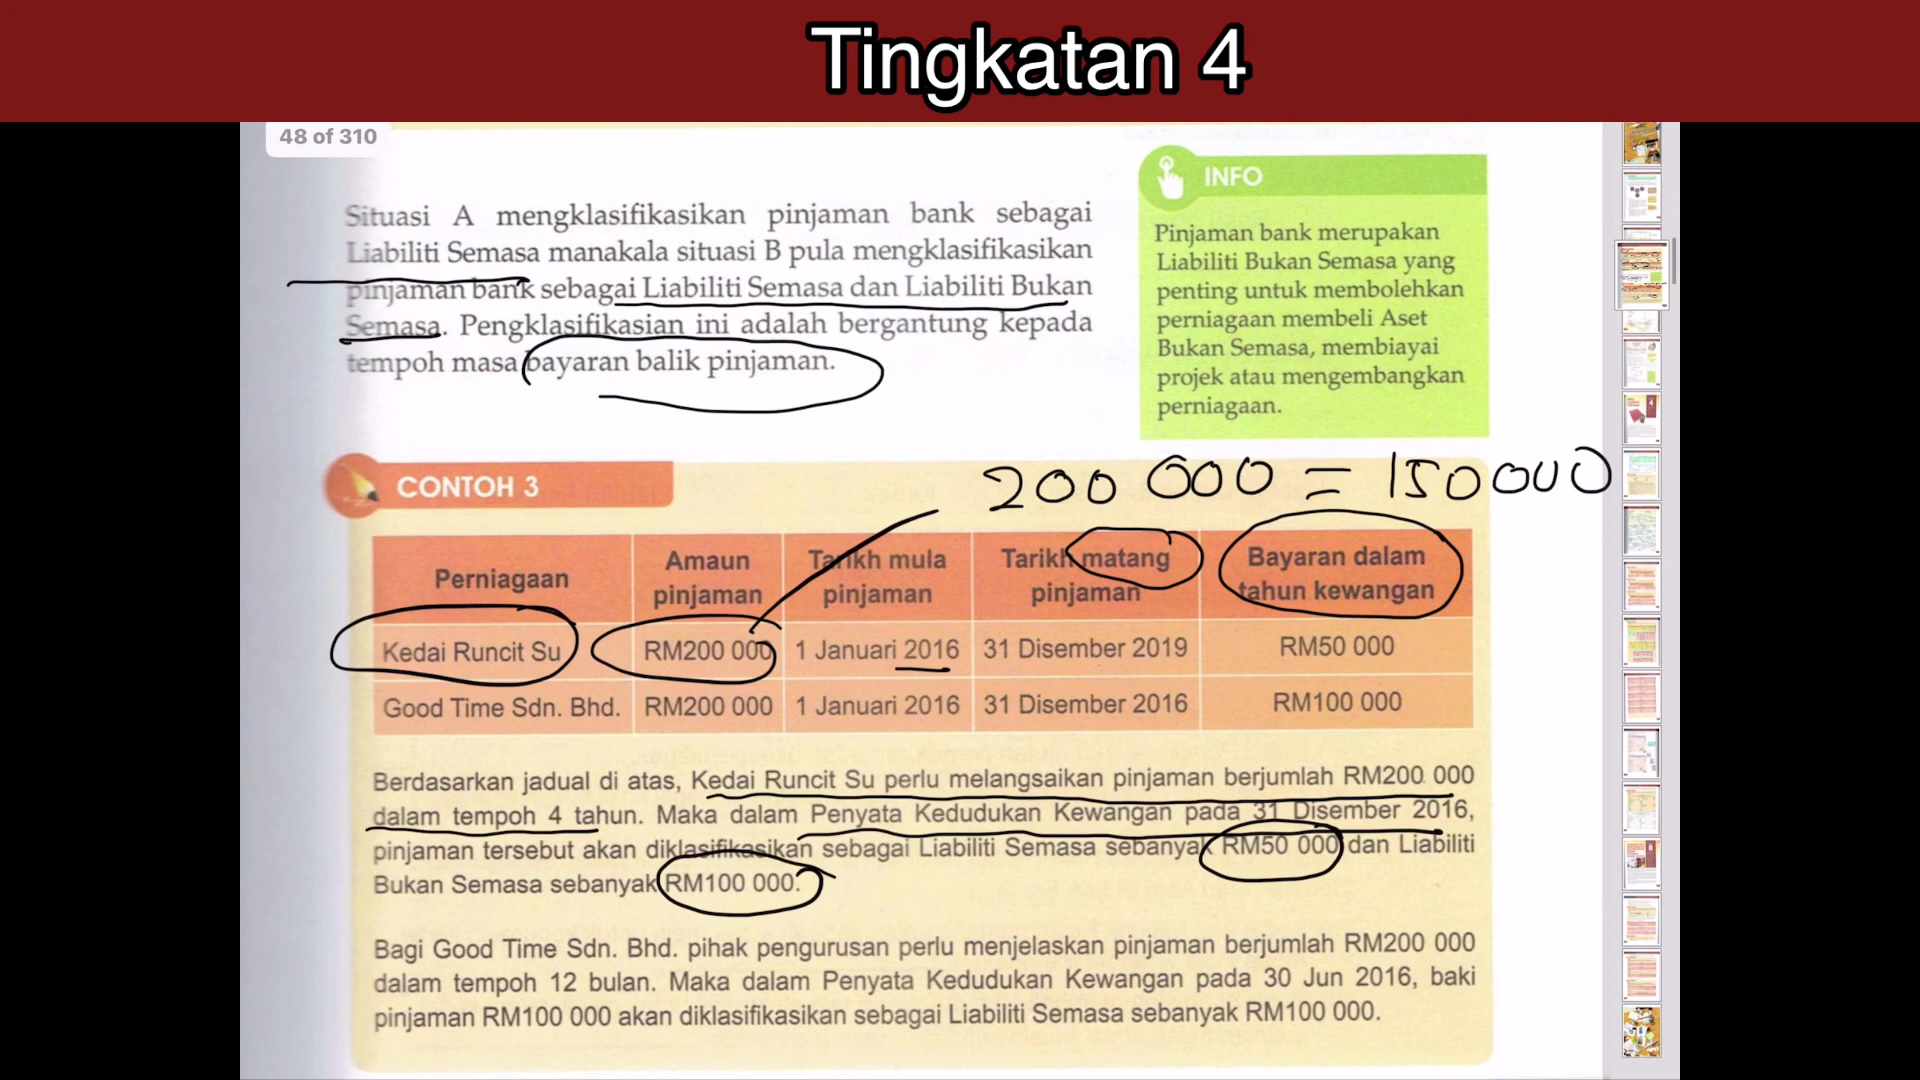 Tingkatan 4
48 of 310
Situasi A mengklasifikasikan pinjaman bank sebagai
Liabiliti Semasa manakala situasi B pula mengklasifikasikan
pinjaman bank sebagai Liabiliti Semasa dan Liabiliti Bukan
Semasa. Pengklasifikasian ini adalah bergantung kepada
tempoh masa bayaran balik pinjaman.
INFO
Pinjaman bank merupakan
Liabiliti Bukan Semasa yang
penting untuk membolehkan
perniagaan membeli Aset
Bukan Semasa, membiayai
projek atau mengembangkan
perniagaan.
CONTOH 3
200 000 = 150000
Perniagaan
Amaun
pinjaman
Tarikh mula
pinjaman
Tarikh matang
pinjaman
Bayaran dalam
tahun kewangan
Kedai Runcit Su RM200 000 1 Januari 2016 31 Disember 2019 RM50 000
Good Time Sdn. Bhd. RM200 000 1 Januari 2016 31 Disember 2016 RM100 000
Berdasarkan jadual di atas, Kedai Runcit Su perlu melangsaikan pinjaman berjumlah RM200 000
dalam tempoh 4 tahun. Maka dalam Penyata Kedudukan Kewangan pada 31 Disember 2016,
pinjaman tersebut akan diklasifikasikan sebagai Liabiliti Semasa sebanyak RM50 000 dan Liabiliti
Bukan Semasa sebanyak RM100 000.
Bagi Good Time Sdn. Bhd. pihak pengurusan perlu menjelaskan pinjaman berjumlah RM200 000
dalam tempoh 12 bulan. Maka dalam Penyata Kedudukan Kewangan pada 30 Jun 2016, baki
pinjaman RM100 000 akan diklasifikasikan sebagai Liabiliti Semasa sebanyak RM100 000.